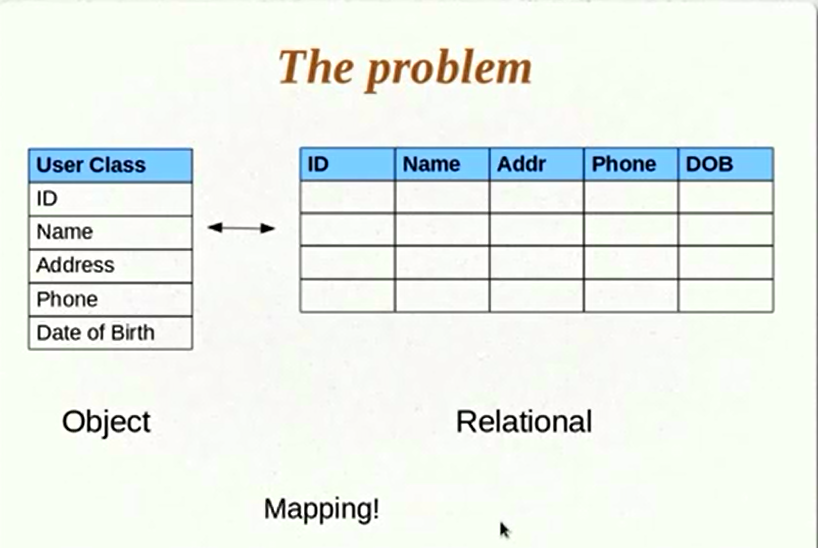 The problem
User Class
ID
Name
Address
Phone
Date of Birth
ID Name Addr Phone DOB
Object
Relational
Mapping!